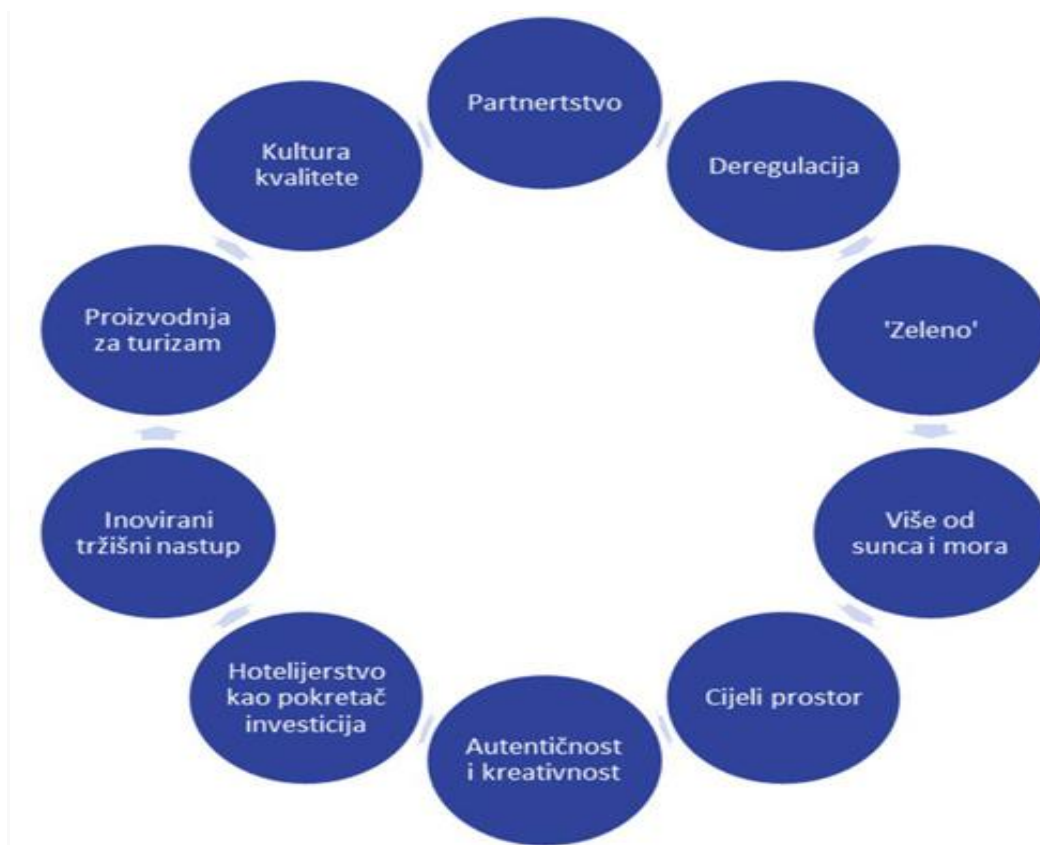 Partnertstvo
Deregulacija
'Zeleno'
Više od
sunca i mora
Cijeli prostor
Autentičnost
i kreativnost
Hotelijerstvo
kao pokretač
investicija
Inovirani
tržišni nastup
Proizvodnja
za turizam
Kultura
kvalitete